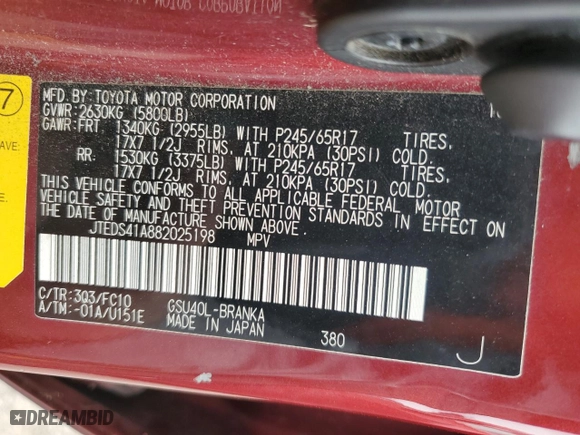 7
MFD. BY: TOYOTA MOTOR CORPORATION
GVWR: 2630KG (5800LB)
GAWR: FRT 1340KG (2955LB) WITH P245/65R17 TIRES,
17X7 1/2J RIMS, AT 210KPA (30PSI) COLD.
RR: 1530KG (3375LB) WITH P245/65R17 TIRES,
17X7 1/2J RIMS, AT 210KPA (30PSI) COLD.
THIS VEHICLE CONFORMS TO ALL APPLICABLE FEDERAL MOTOR
VEHICLE SAFETY AND THEFT PREVENTION STANDARDS IN EFFECT ON
THE DATE OF MANUFACTURE SHOWN ABOVE.
JTEDS41A882025198 MPV
C/TR: 3Q3/FC10 GSU40L-BRANKA
A/TM: -01A/U151E MADE IN JAPAN 380 J
AVE:
DREAMBID